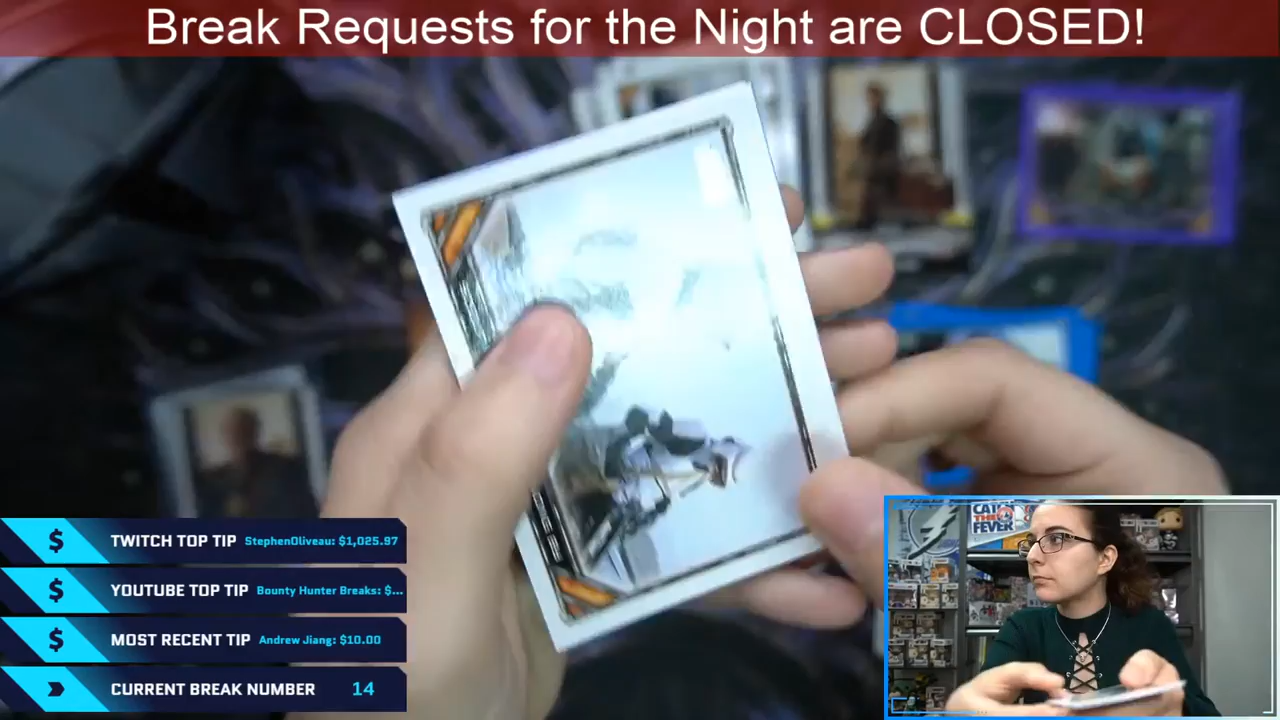 Break Requests for the Night are CLOSED!
CATCH
THE
FEVER
TWITCH TOP TIP StephenOliveau: $1,025.97
YOUTUBE TOP TIP Bounty Hunter Breaks: $...
MOST RECENT TIP Andrew Jiang: $10.00
CURRENT BREAK NUMBER 14